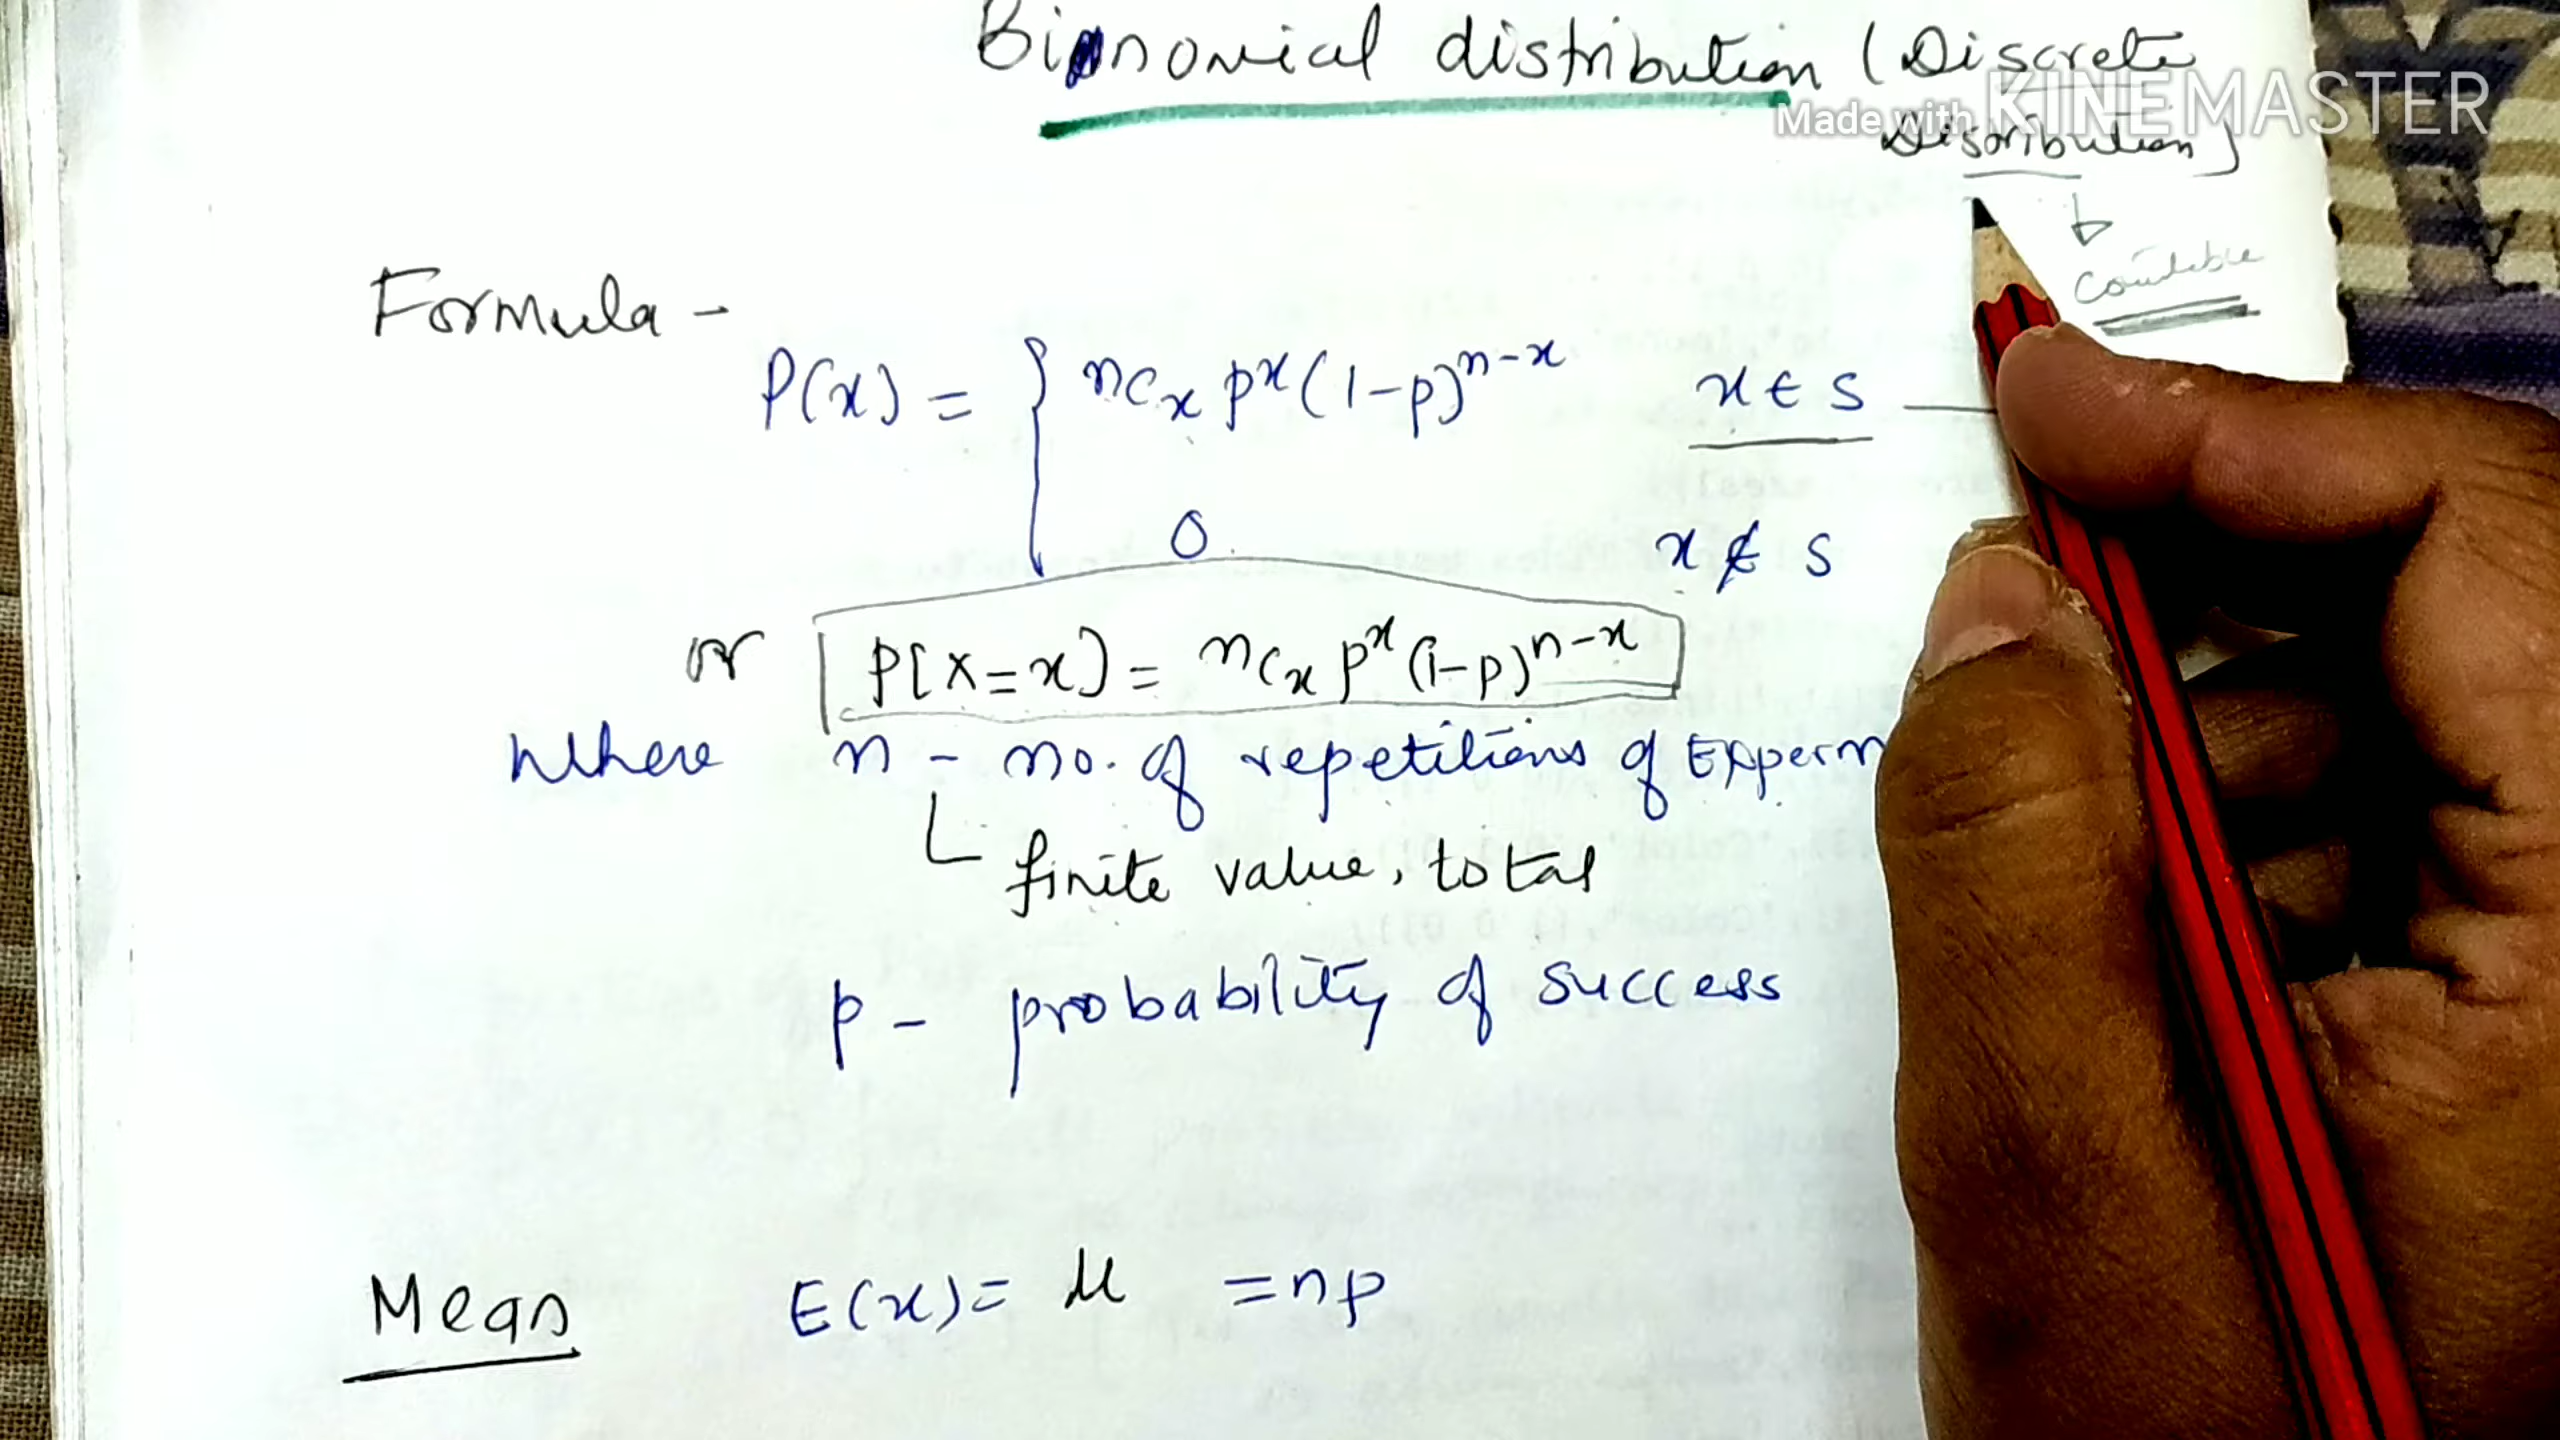 Binomial distribution (Discrete
Made with KINEMASTER
Distribution)
Countable
Formula -
P(x) = { nCx p^x (1-p)^n-x x ∈ s
0 x ∉ s
or P[X=x] = nCx p^x (1-p)^n-x
Where n - no. of repetitions of Experm
finite value, total
p - probability of success
Mean E(x) = μ = np